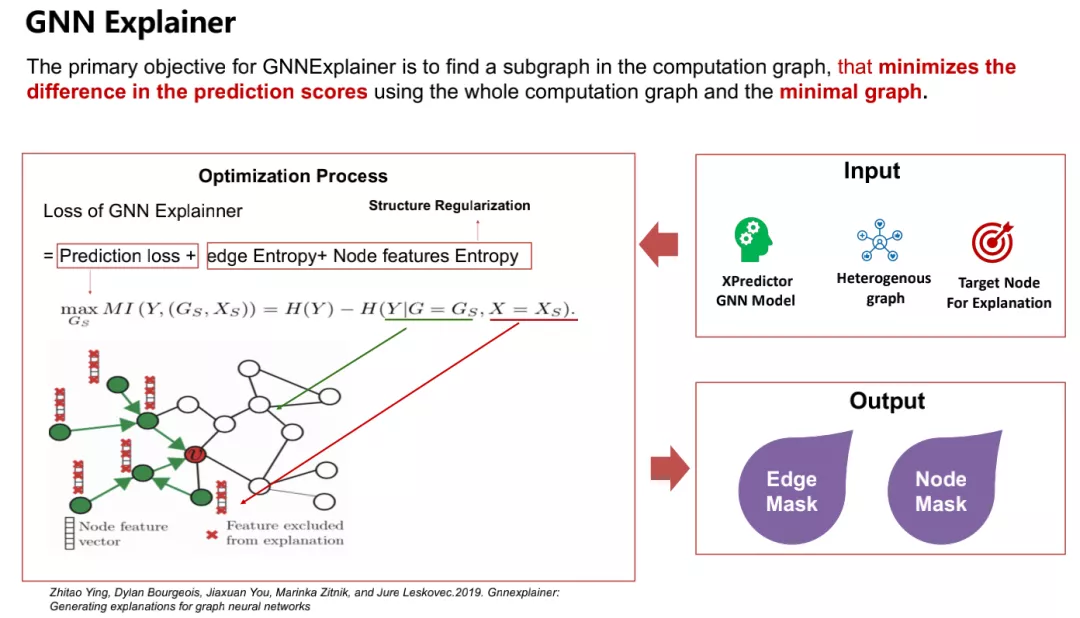 GNN Explainer
The primary objective for GNNExplainer is to find a subgraph in the computation graph, that minimizes the
difference in the prediction scores using the whole computation graph and the minimal graph.
Optimization Process
Loss of GNN Explainner
Structure Regularization
= Prediction loss + edge Entropy+ Node features Entropy
max MI (Y, (G_S, X_S)) = H(Y) − H(Y|G = G_S, X = X_S).
G_S
υ
Node feature
vector
Feature excluded
from explanation
Input
XPredictor
GNN Model
Heterogenous
graph
Target Node
For Explanation
Output
Edge
Mask
Node
Mask
Zhitao Ying, Dylan Bourgeois, Jiaxuan You, Marinka Zitnik, and Jure Leskovec.2019. Gnnexplainer:
Generating explanations for graph neural networks